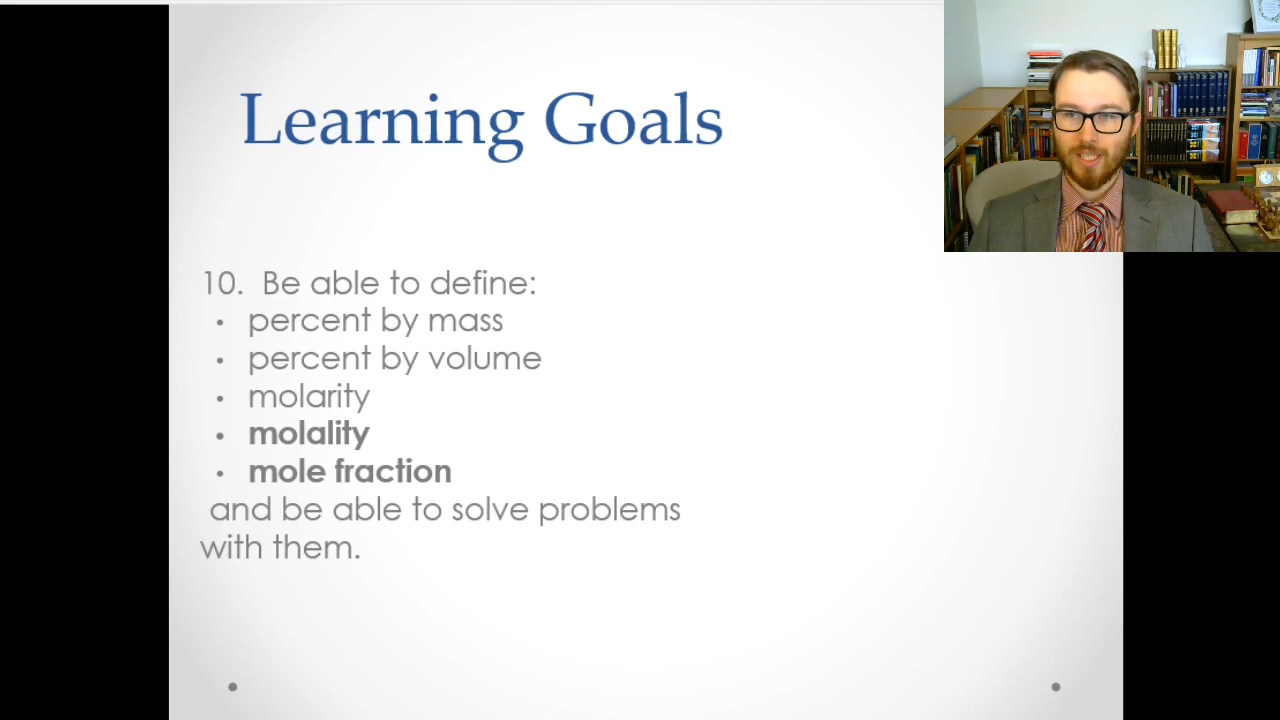 Learning Goals
10. Be able to define:
• percent by mass
• percent by volume
• molarity
• molality
• mole fraction
and be able to solve problems
with them.